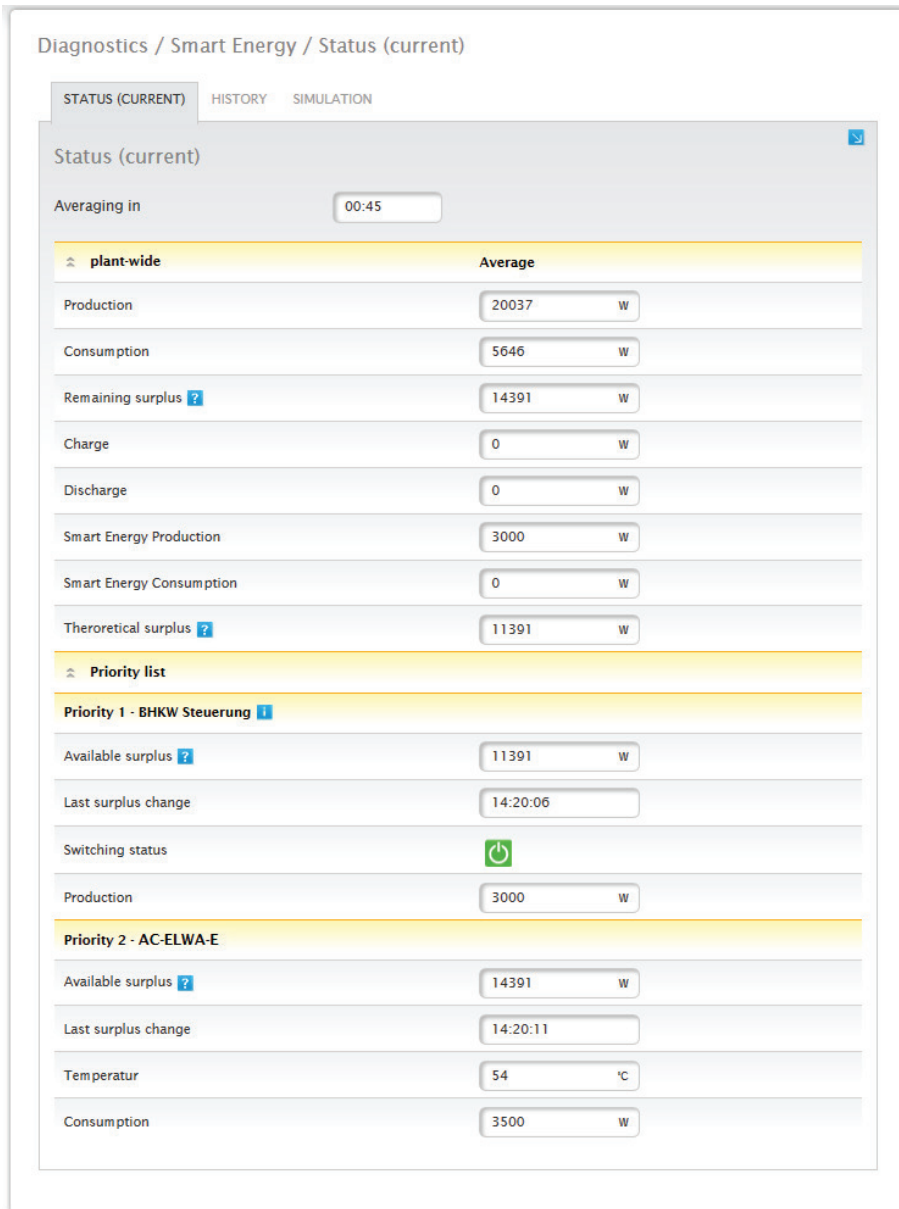 Diagnostics / Smart Energy / Status (current)
STATUS (CURRENT) HISTORY SIMULATION
Status (current)
Averaging in 00:45
plant-wide Average
Production 20037 W
Consumption 5646 W
Remaining surplus ? 14391 W
Charge 0 W
Discharge 0 W
Smart Energy Production 3000 W
Smart Energy Consumption 0 W
Theroretical surplus ? 11391 W
Priority list
Priority 1 - BHKW Steuerung i
Available surplus ? 11391 W
Last surplus change 14:20:06
Switching status
Production 3000 W
Priority 2 - AC-ELWA-E
Available surplus ? 14391 W
Last surplus change 14:20:11
Temperatur 54 °C
Consumption 3500 W